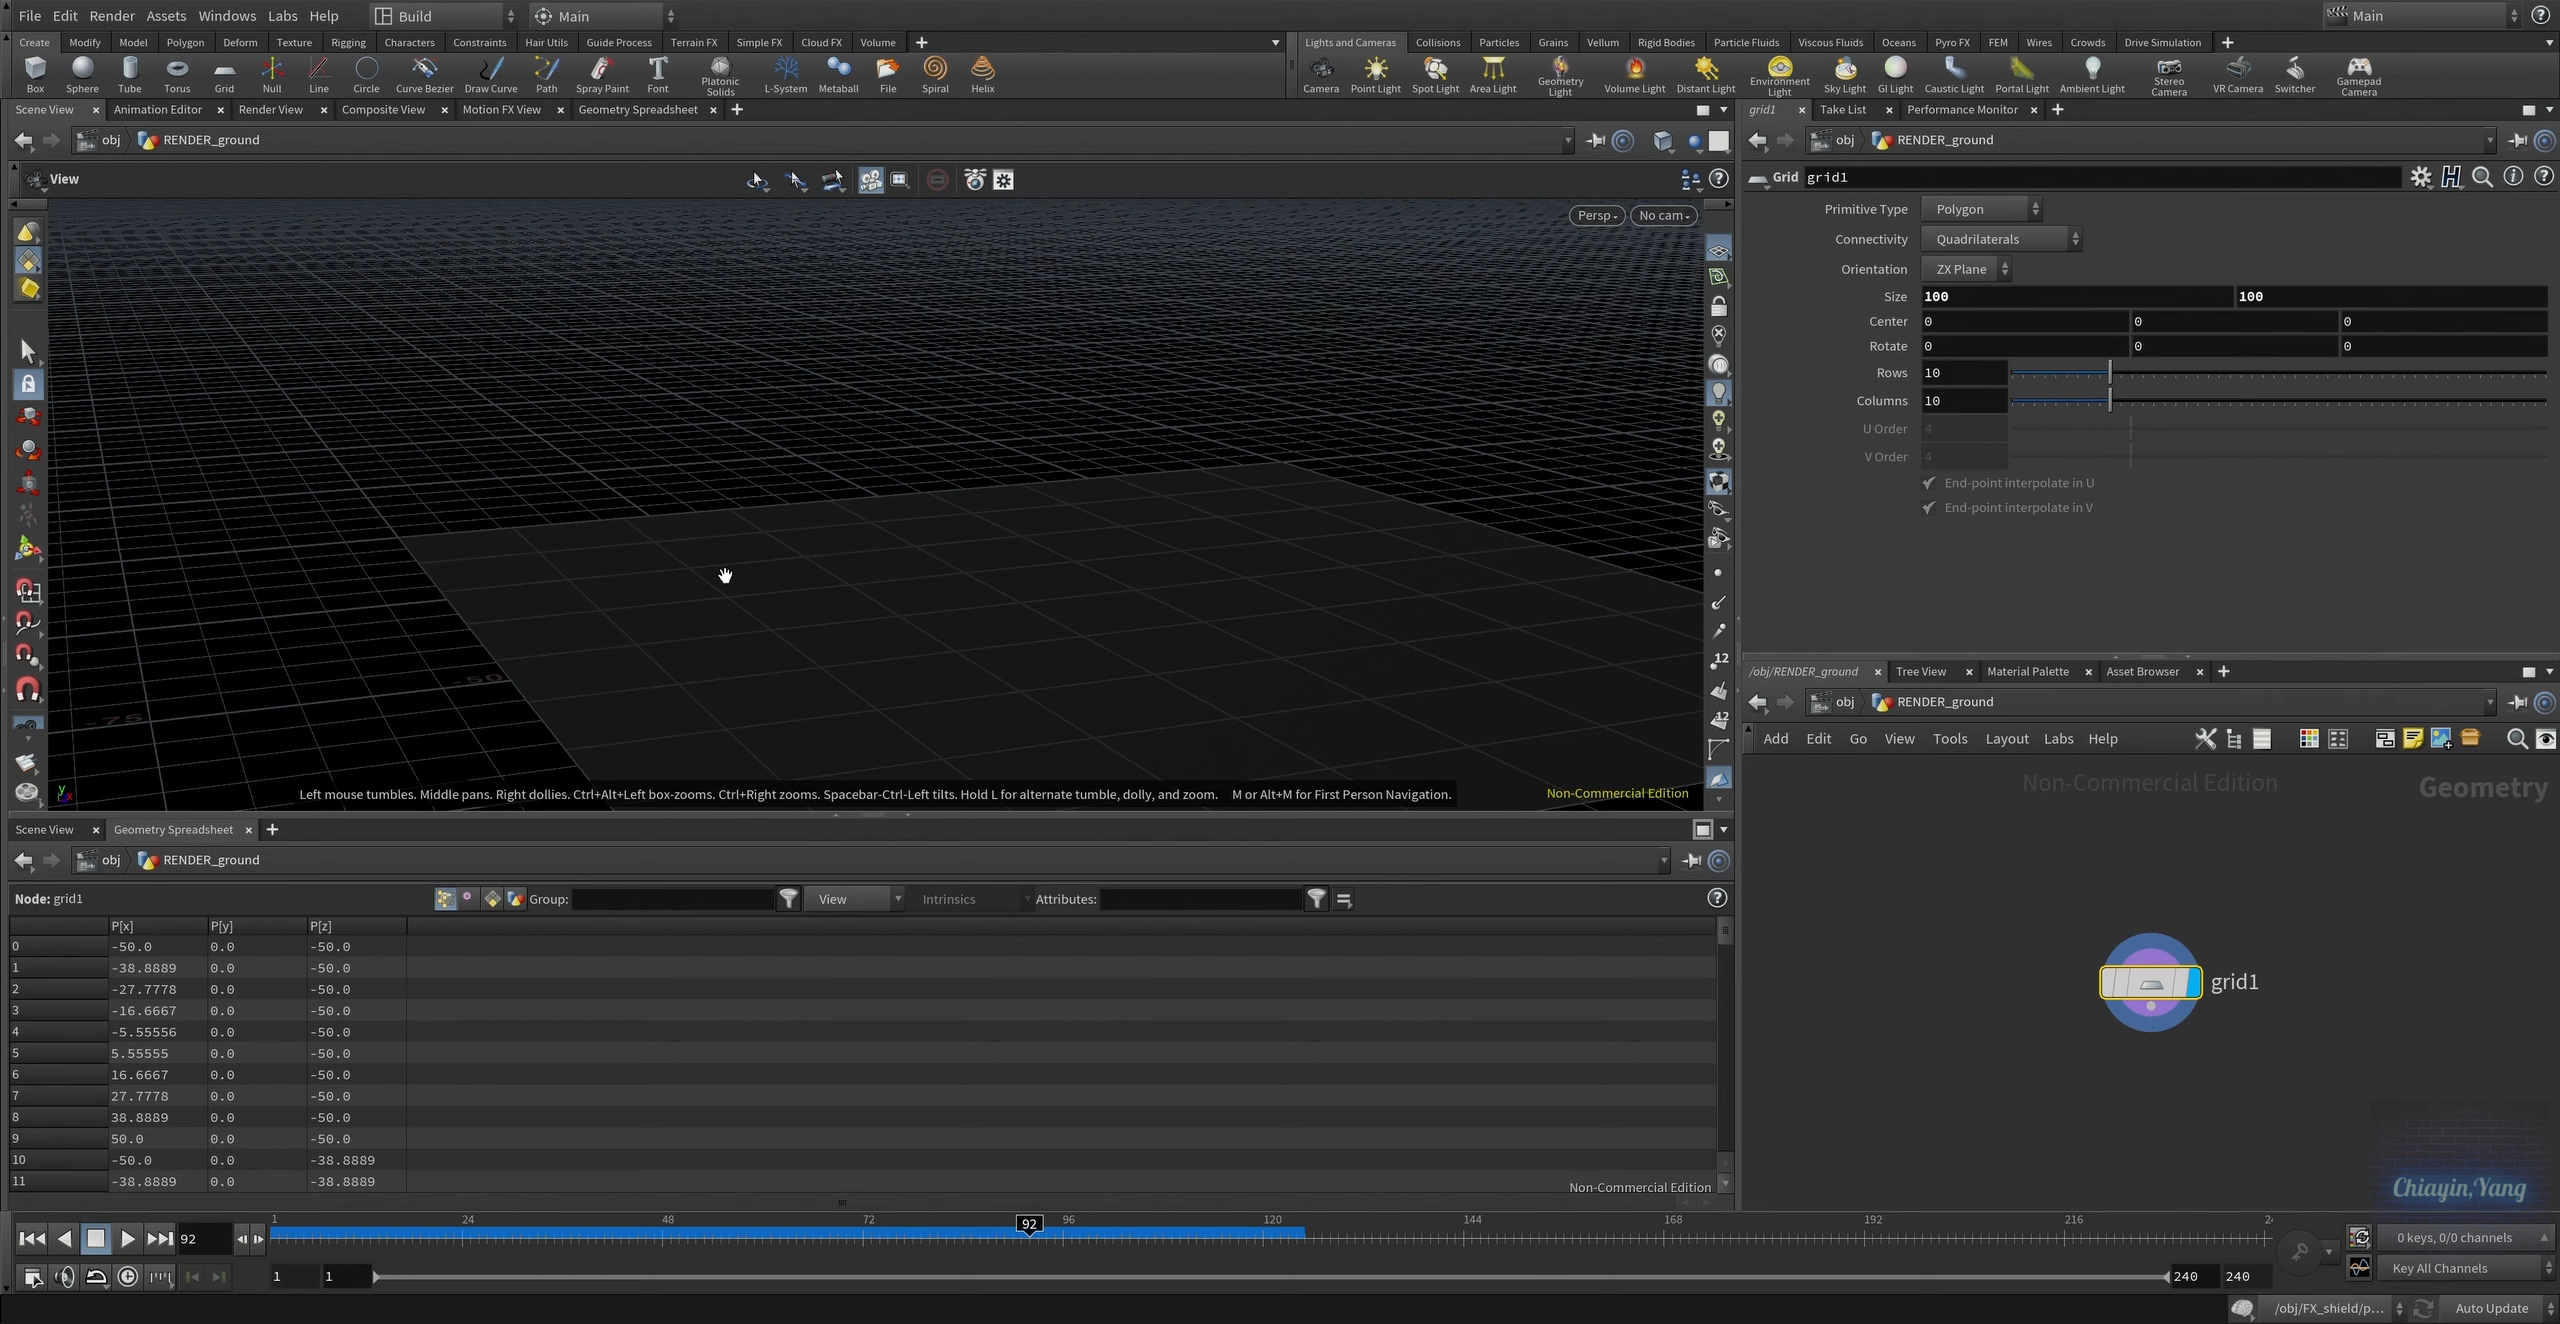 File Edit Render Assets Windows Labs Help Build Main Main
Create Modify Model Polygon Deform Texture Rigging Characters Constraints Hair Utils Guide Process Terrain FX Simple FX Cloud FX Volume
Lights and Cameras Collisions Particles Grains Vellum Rigid Bodies Particle Fluids Viscous Fluids Oceans Pyro FX FEM Wires Crowds Drive Simulation
Box Sphere Tube Torus Grid Null Line Circle Curve Bezier Draw Curve Path Spray Paint Font Platonic Solids L-System Metaball File Spiral Helix
Camera Point Light Spot Light Area Light Geometry Light Volume Light Distant Light Environment Light Sky Light GI Light Caustic Light Portal Light Ambient Light Stereo Camera VR Camera Switcher Gamepad Camera
Scene View Animation Editor Render View Composite View Motion FX View Geometry Spreadsheet
obj RENDER_ground
View
Persp No cam
-50
-75
12
12
Left mouse tumbles. Middle pans. Right dollies. Ctrl+Alt+Left box-zooms. Ctrl+Right zooms. Spacebar-Ctrl-Left tilts. Hold L for alternate tumble, dolly, and zoom. M or Alt+M for First Person Navigation.
Non-Commercial Edition
grid1 Take List Performance Monitor
obj RENDER_ground
Grid grid1
Primitive Type Polygon
Connectivity Quadrilaterals
Orientation ZX Plane
Size 100 100
Center 0 0 0
Rotate 0 0 0
Rows 10
Columns 10
U Order 4
V Order 4
End-point interpolate in U
End-point interpolate in V
/obj/RENDER_ground Tree View Material Palette Asset Browser
obj RENDER_ground
Add Edit Go View Tools Layout Labs Help
Non-Commercial Edition Geometry
grid1
Chiayin,Yang
Scene View Geometry Spreadsheet
obj RENDER_ground
Node: grid1 Group: View Intrinsics Attributes:
P[x] P[y] P[z]
0 -50.0 0.0 -50.0
1 -38.8889 0.0 -50.0
2 -27.7778 0.0 -50.0
3 -16.6667 0.0 -50.0
4 -5.55556 0.0 -50.0
5 5.55555 0.0 -50.0
6 16.6667 0.0 -50.0
7 27.7778 0.0 -50.0
8 38.8889 0.0 -50.0
9 50.0 0.0 -50.0
10 -50.0 0.0 -38.8889
11 -38.8889 0.0 -38.8889
Non-Commercial Edition
1 24 48 72 92 96 120 144 168 192 216
92
0 keys, 0/0 channels
1 1 240 240
Key All Channels
/obj/FX_shield/p... Auto Update